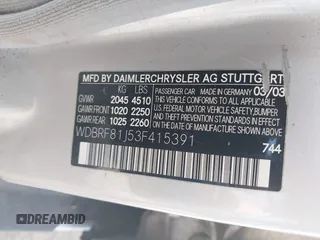 MFD BY DAIMLERCHRYSLER AG STUTTGART
KG LBS PASSENGER CAR MADE IN GERMANY 03/03
GVWR 2045 4510
GAWR FRONT 1020 2250
GAWR REAR 1025 2260
THIS VEHICLE CONFORMS TO ALL APPLICABLE U.S. FEDERAL MOTOR VEHICLE SAFETY, BUMPER, AND THEFT PREVENTION STANDARDS IN EFFECT ON THE DATE OF MANUFACTURE SHOWN ABOVE
WDBRF81J53F415391
744
DREAM BID